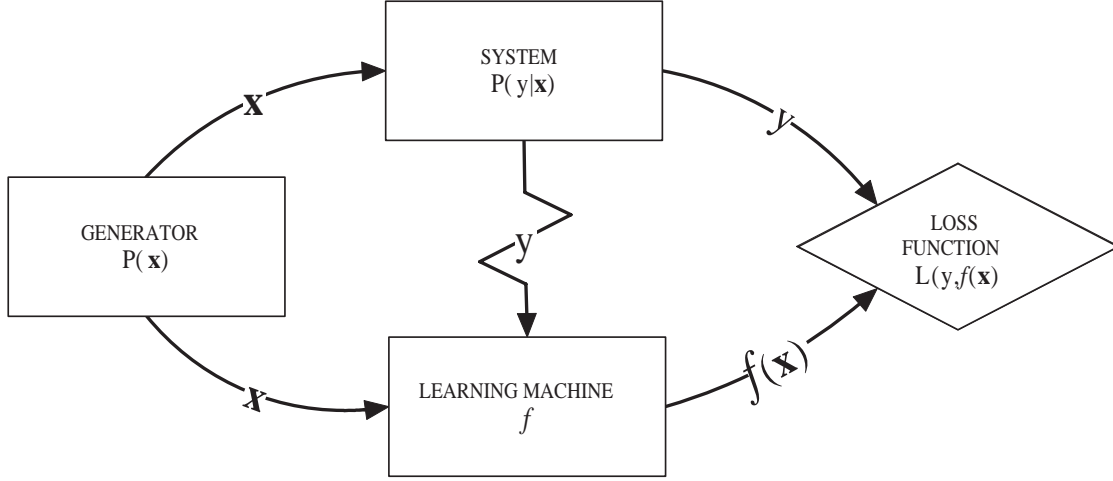 SYSTEM
P( y|x)
x
y
GENERATOR
P( x)
y
LOSS
FUNCTION
L(y,f(x)
x
LEARNING MACHINE
f
f(x)